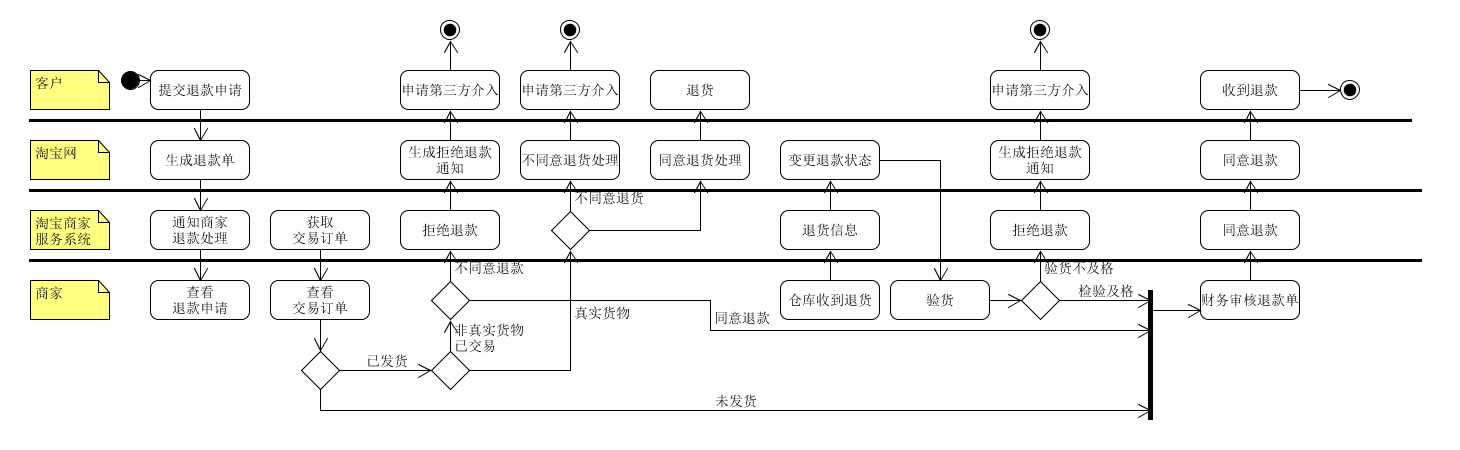 客户
提交退款申请
申请第三方介入
申请第三方介入
退货
申请第三方介入
收到退款
淘宝网
生成退款单
生成拒绝退款
通知
不同意退货处理
同意退货处理
变更退款状态
生成拒绝退款
通知
同意退款
不同意退货
淘宝商家
服务系统
通知商家
退款处理
获取
交易订单
拒绝退款
退货信息
拒绝退款
同意退款
不同意退款
验货不及格
商家
查看
退款申请
查看
交易订单
仓库收到退货
验货
检验及格
财务审核退款单
真实货物
同意退款
非真实货物
已交易
已发货
未发货